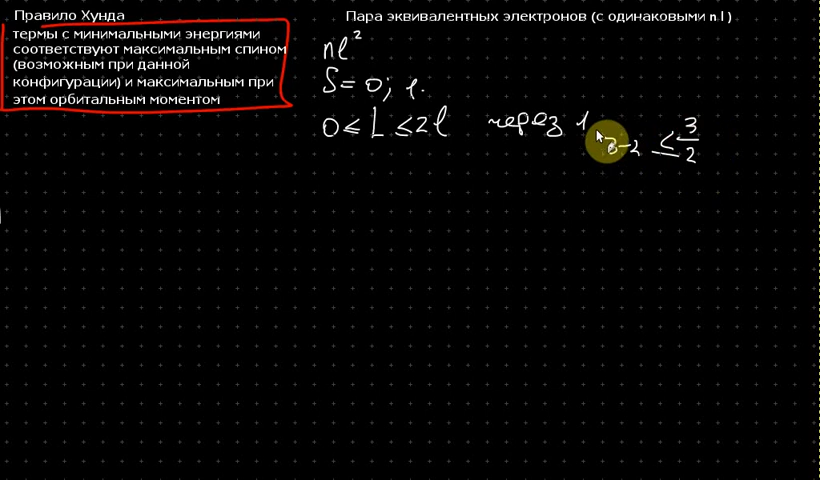 Правило Хунда
термы с минимальными энергиями
соответствуют максимальным спином
(возможным при данной
конфигурации) и максимальным при
этом орбитальным моментом
Пара эквивалентных электронов (с одинаковыми n l )
nl²
S = 0; 1.
0 ≤ L ≤ 2l через 1
≤ 3/2